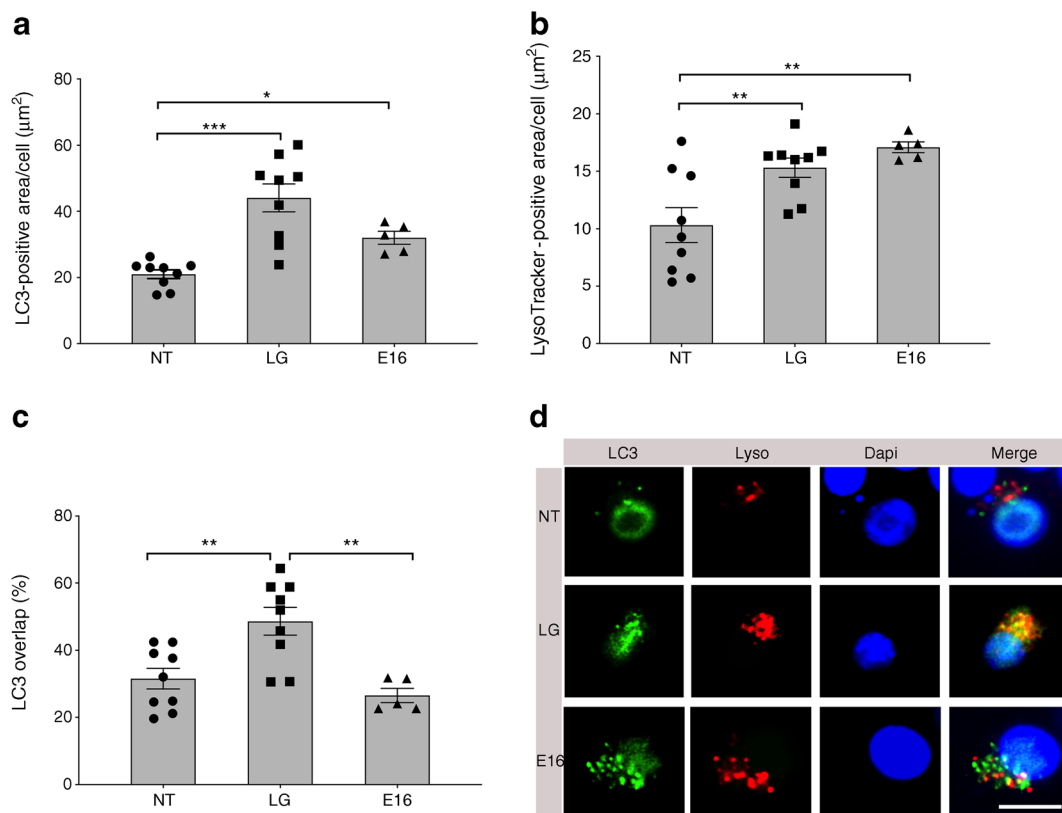 a
LC3-positive area/cell (μm²)
80
60
40
20
0
*
***
NT LG E16
b
LysoTracker-positive area/cell (μm²)
25
20
15
10
5
0
**
**
NT LG E16
c
LC3 overlap (%)
80
60
40
20
0
** **
NT LG E16
d
LC3 Lyso Dapi Merge
NT
LG
E16